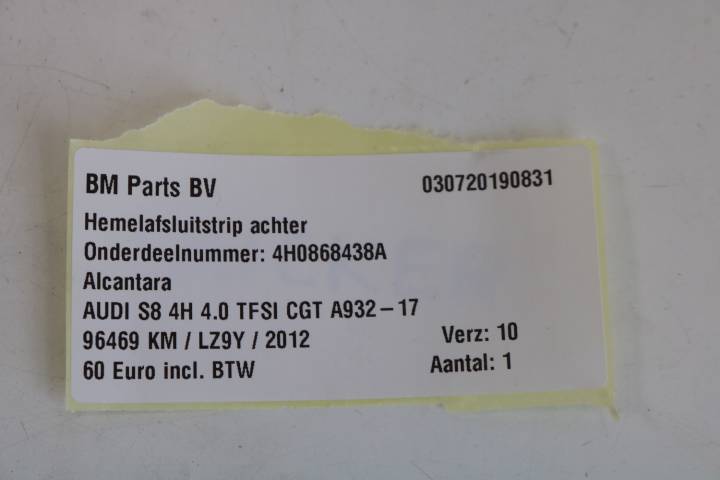 BM Parts BV 030720190831
Hemelafsluitstrip achter
Onderdeelnummer: 4H0868438A
Alcantara
AUDI S8 4H 4.0 TFSI CGT A932-17
96469 KM / LZ9Y / 2012 Verz: 10
60 Euro incl. BTW Aantal: 1